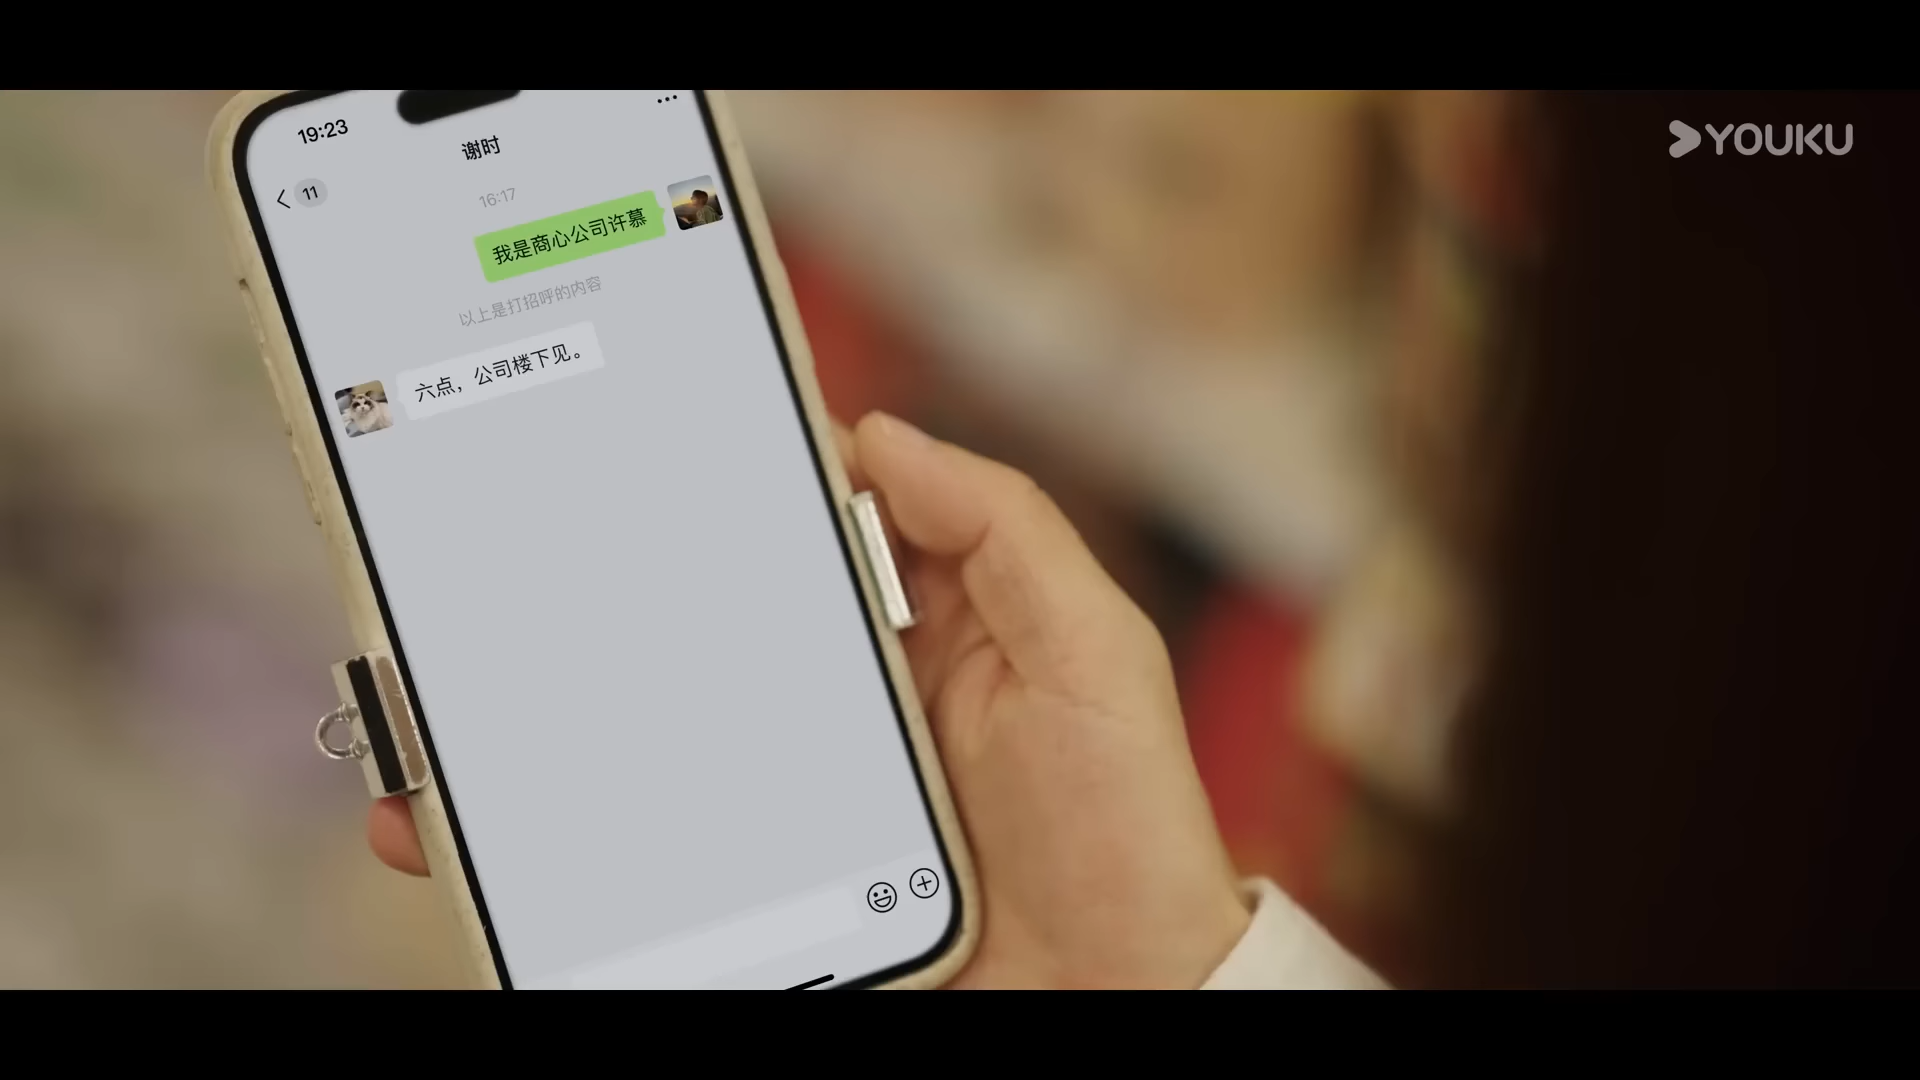 YOUKU
19:23
谢时
11
16:17
我是商心公司许慕
以上是打招呼的内容
六点，公司楼下见。